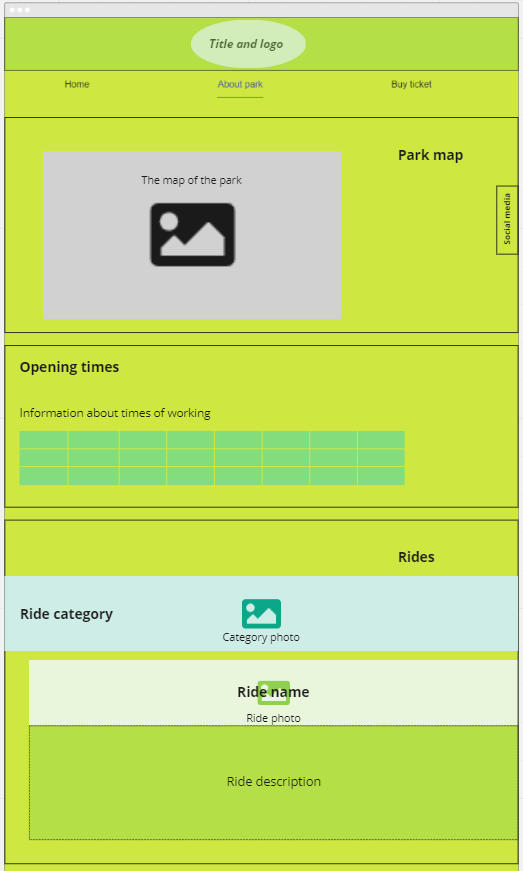 Title and logo
Home
About park
Buy ticket
Park map
The map of the park
Social media
Opening times
Information about times of working
Rides
Ride category
Category photo
Ride name
Ride photo
Ride description